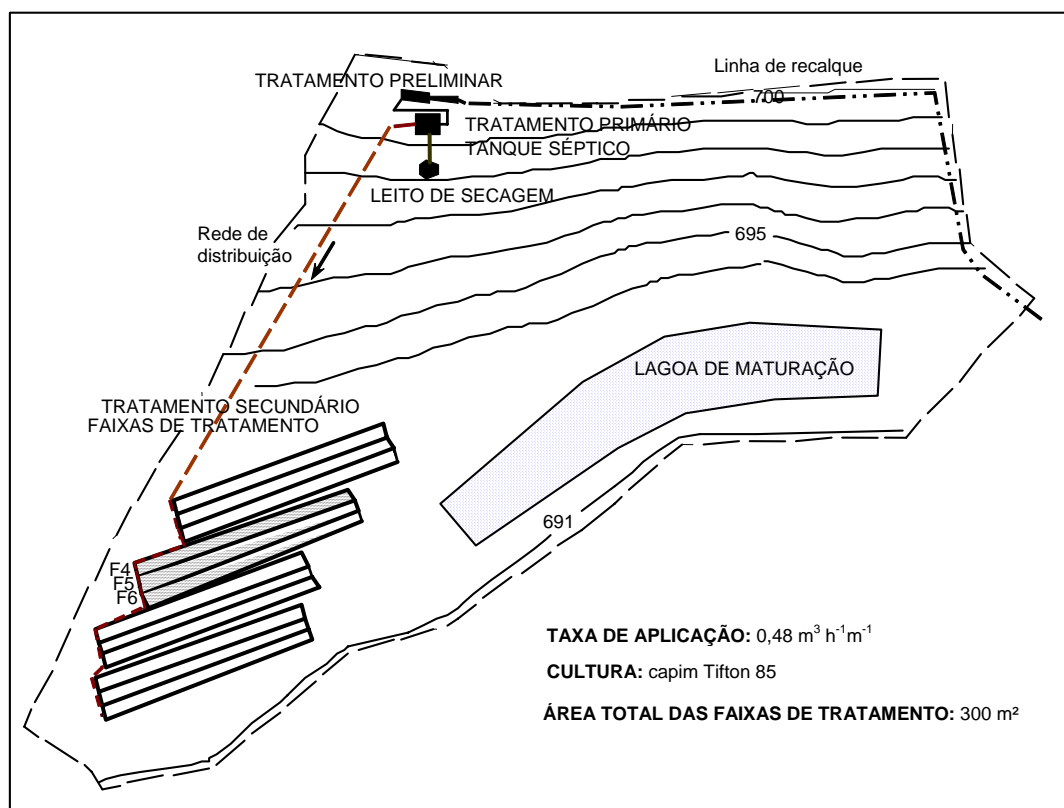 TRATAMENTO PRELIMINAR
Linha de recalque
700
TRATAMENTO PRIMÁRIO
TANQUE SÉPTICO
LEITO DE SECAGEM
Rede de
distribuição
695
LAGOA DE MATURAÇÃO
TRATAMENTO SECUNDÁRIO
FAIXAS DE TRATAMENTO
691
F4
F5
F6
TAXA DE APLICAÇÃO: 0,48 m³ h⁻¹m⁻¹
CULTURA: capim Tifton 85
ÁREA TOTAL DAS FAIXAS DE TRATAMENTO: 300 m²